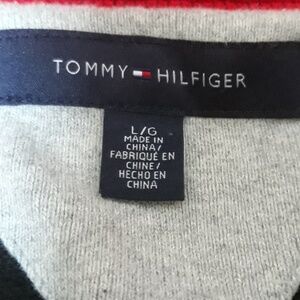 TOMMY HILFIGER
L/G
MADE IN
CHINA/
FABRIQUÉ EN
CHINE/
HECHO EN
CHINA